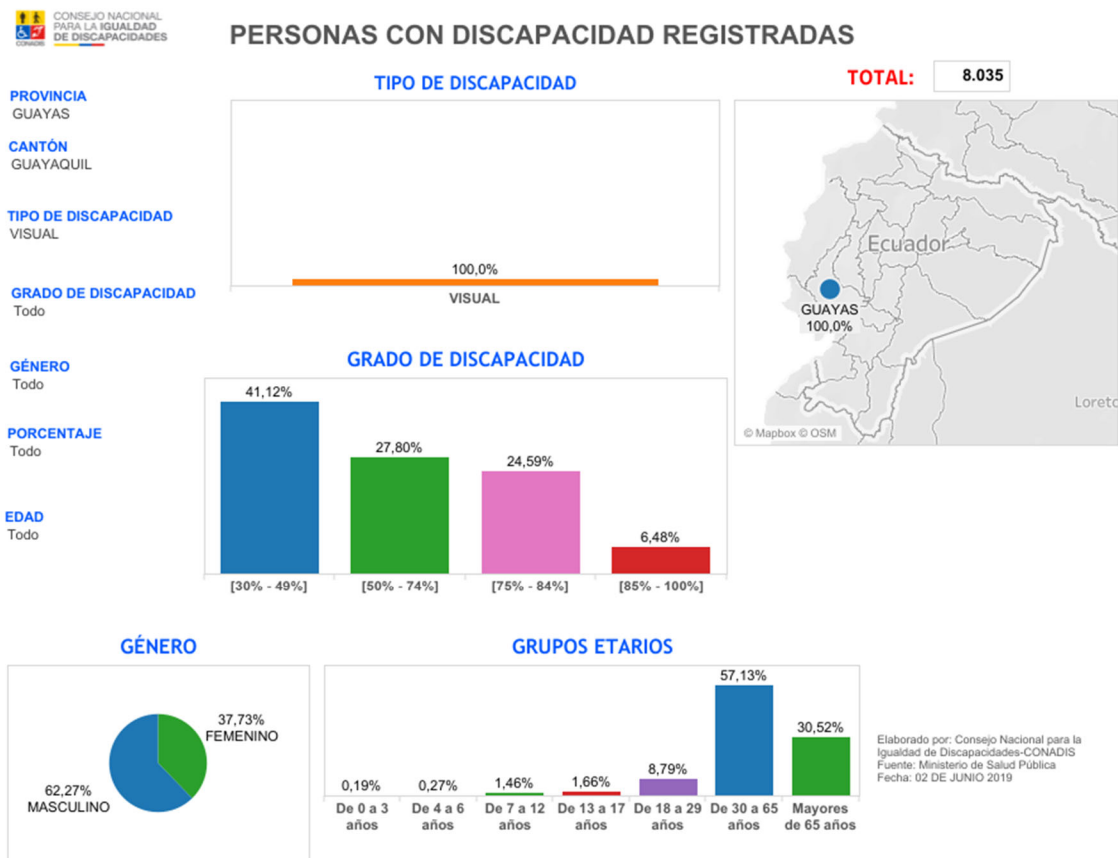 CONSEJO NACIONAL
PARA LA IGUALDAD
DE DISCAPACIDADES
CONADIS
PERSONAS CON DISCAPACIDAD REGISTRADAS
TOTAL: 8.035
PROVINCIA
GUAYAS
CANTÓN
GUAYAQUIL
TIPO DE DISCAPACIDAD
VISUAL
GRADO DE DISCAPACIDAD
Todo
GÉNERO
Todo
PORCENTAJE
Todo
EDAD
Todo
TIPO DE DISCAPACIDAD
100,0%
VISUAL
Ecuador
GUAYAS
100,0%
Loreto
© Mapbox © OSM
GRADO DE DISCAPACIDAD
41,12%
27,80%
24,59%
6,48%
[30% - 49%]
[50% - 74%]
[75% - 84%]
[85% - 100%]
GÉNERO
37,73%
FEMENINO
62,27%
MASCULINO
GRUPOS ETARIOS
0,19%
0,27%
1,46%
1,66%
8,79%
57,13%
30,52%
De 0 a 3
años
De 4 a 6
años
De 7 a 12
años
De 13 a 17
años
De 18 a 29
años
De 30 a 65
años
Mayores
de 65 años
Elaborado por: Consejo Nacional para la
Igualdad de Discapacidades-CONADIS
Fuente: Ministerio de Salud Pública
Fecha: 02 DE JUNIO 2019